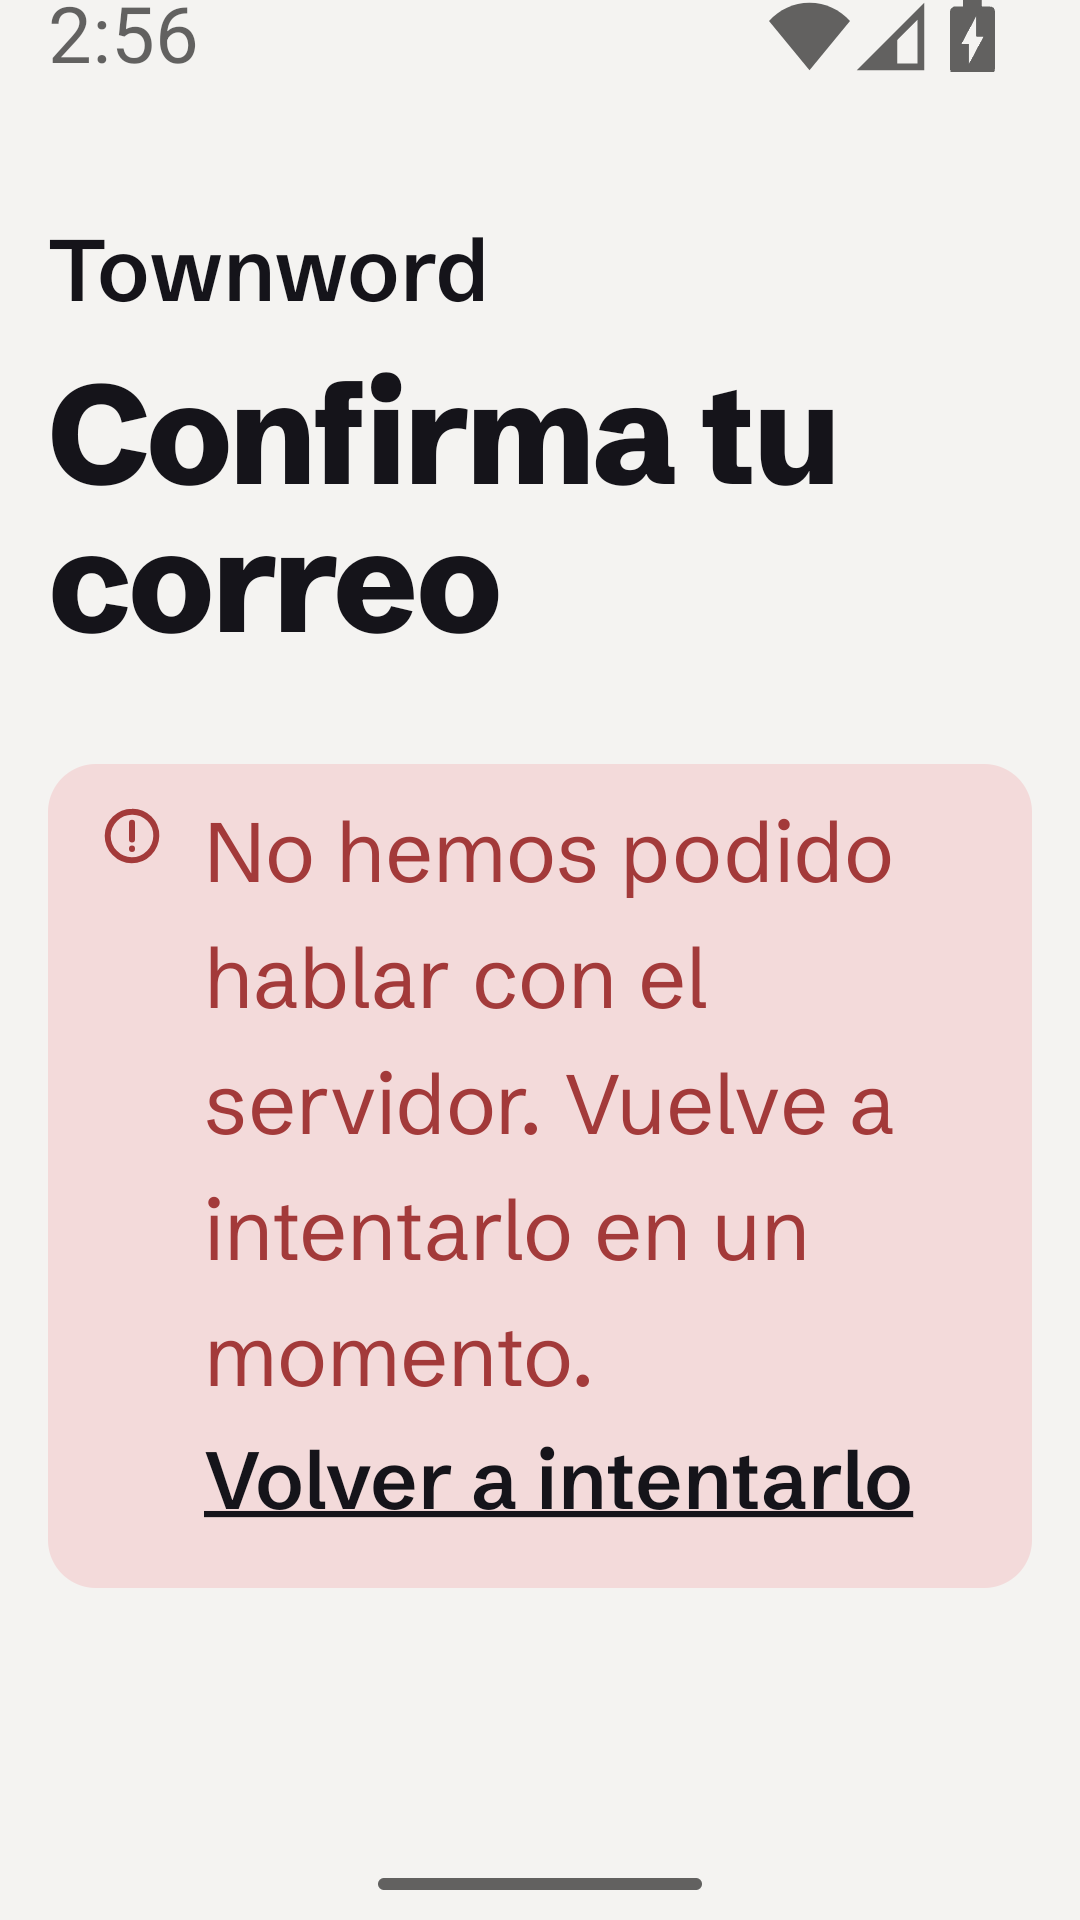 2:56
Townword
Confirma tu
correo
No hemos podido
hablar con el
servidor. Vuelve a
intentarlo en un
momento.
Volver a intentarlo